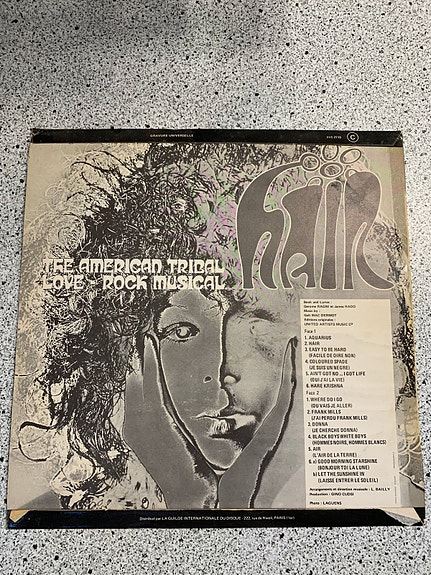 GRAVURE UNIVERSELLE
C
HAIR
THE AMERICAN TRIBAL
LOVE - ROCK MUSICAL
Book and Lyrics :
Gerome RAGNI et James RADO
Music by :
Galt MAC DERMOT
Editions originales :
UNITED ARTISTS MUSIC Cº
Face 1
1. AQUARIUS
2. HAIR
3. EASY TO BE HARD
(FACILE DE DIRE NON)
4. COLOURED SPADE
(JE SUIS UN NEGRE)
5. AIN'T GOT NO... I GOT LIFE
(OUI J'AI LA VIE)
6. HARE KRISHNA
Face 2
1. WHERE DO I GO
(OU VAIS JE ALLER)
2. FRANK MILLS
(J'AI PERDU FRANK MILLS)
3. DONNA
(JE CHERCHE DONNA)
4. BLACK BOYS WHITE BOYS
(HOMMES NOIRS, HOMMES BLANCS)
5. AIR
(L'AIR DE LA TERRE)
6. a) GOOD MORNING STARSHINE
(BONJOUR TOI LA LUNE)
b) LET THE SUNSHINE IN
(LAISSE ENTRER LE SOLEIL)
Arrangements et direction musicale : L. BAILLY
Production : GINO CUDSI
Photo : LAGUENS
Distribué par LA GUILDE INTERNATIONALE DU DISQUE - 222, rue de Rivoli, PARIS (1er)